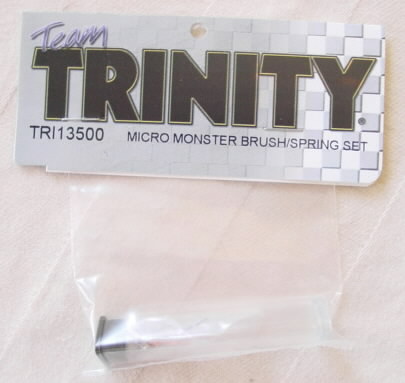 Team
TRINITY
TRI13500 MICRO MONSTER BRUSH/SPRING SET